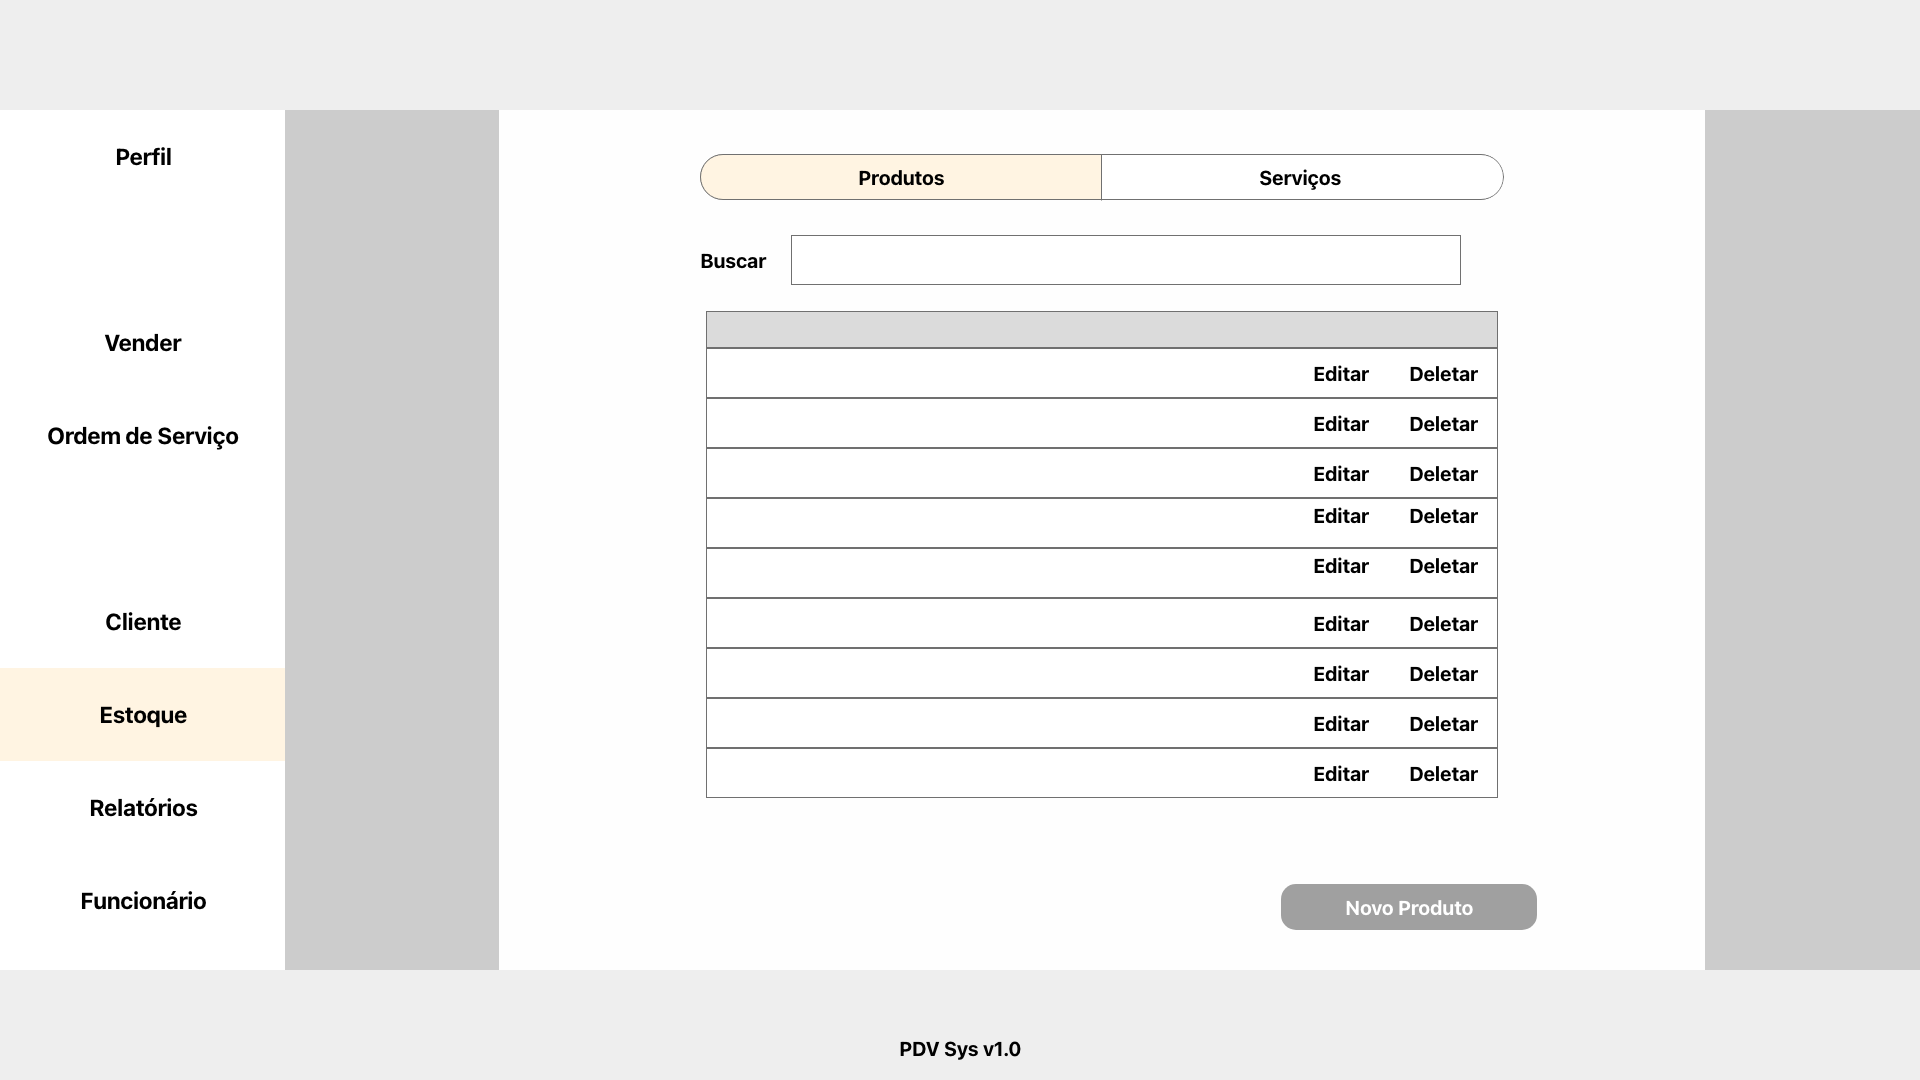 Perfil
Vender
Ordem de Serviço
Cliente
Estoque
Relatórios
Funcionário
Produtos Serviços
Buscar
Editar Deletar
Editar Deletar
Editar Deletar
Editar Deletar
Editar Deletar
Editar Deletar
Editar Deletar
Editar Deletar
Editar Deletar
Novo Produto
PDV Sys v1.0